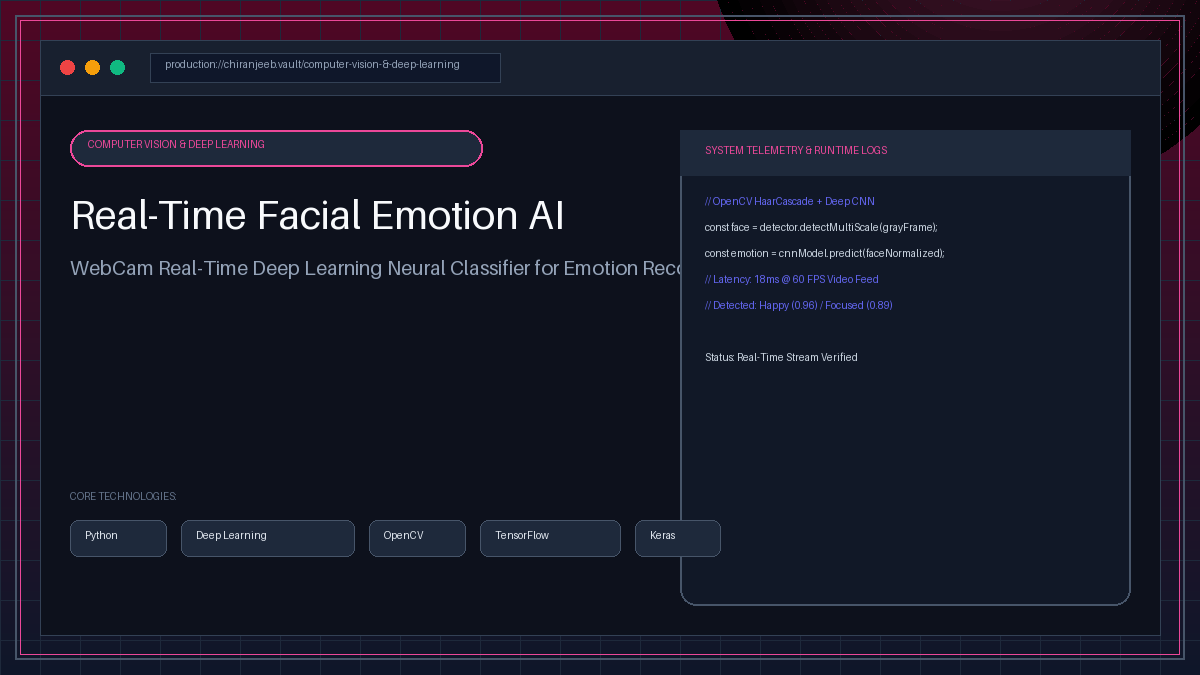 production://chiranjeeb.vault/computer-vision-&-deep-learning
COMPUTER VISION & DEEP LEARNING
Real-Time Facial Emotion AI
WebCam Real-Time Deep Learning Neural Classifier for Emotion
CORE TECHNOLOGIES:
Python
Deep Learning
OpenCV
TensorFlow
Keras
SYSTEM TELEMETRY & RUNTIME LOGS
// OpenCV HaarCascade + Deep CNN
const face = detector.detectMultiScale(grayFrame);
const emotion = cnnModel.predict(faceNormalized);
// Latency: 18ms @ 60 FPS Video Feed
// Detected: Happy (0.96) / Focused (0.89)
Status: Real-Time Stream Verified